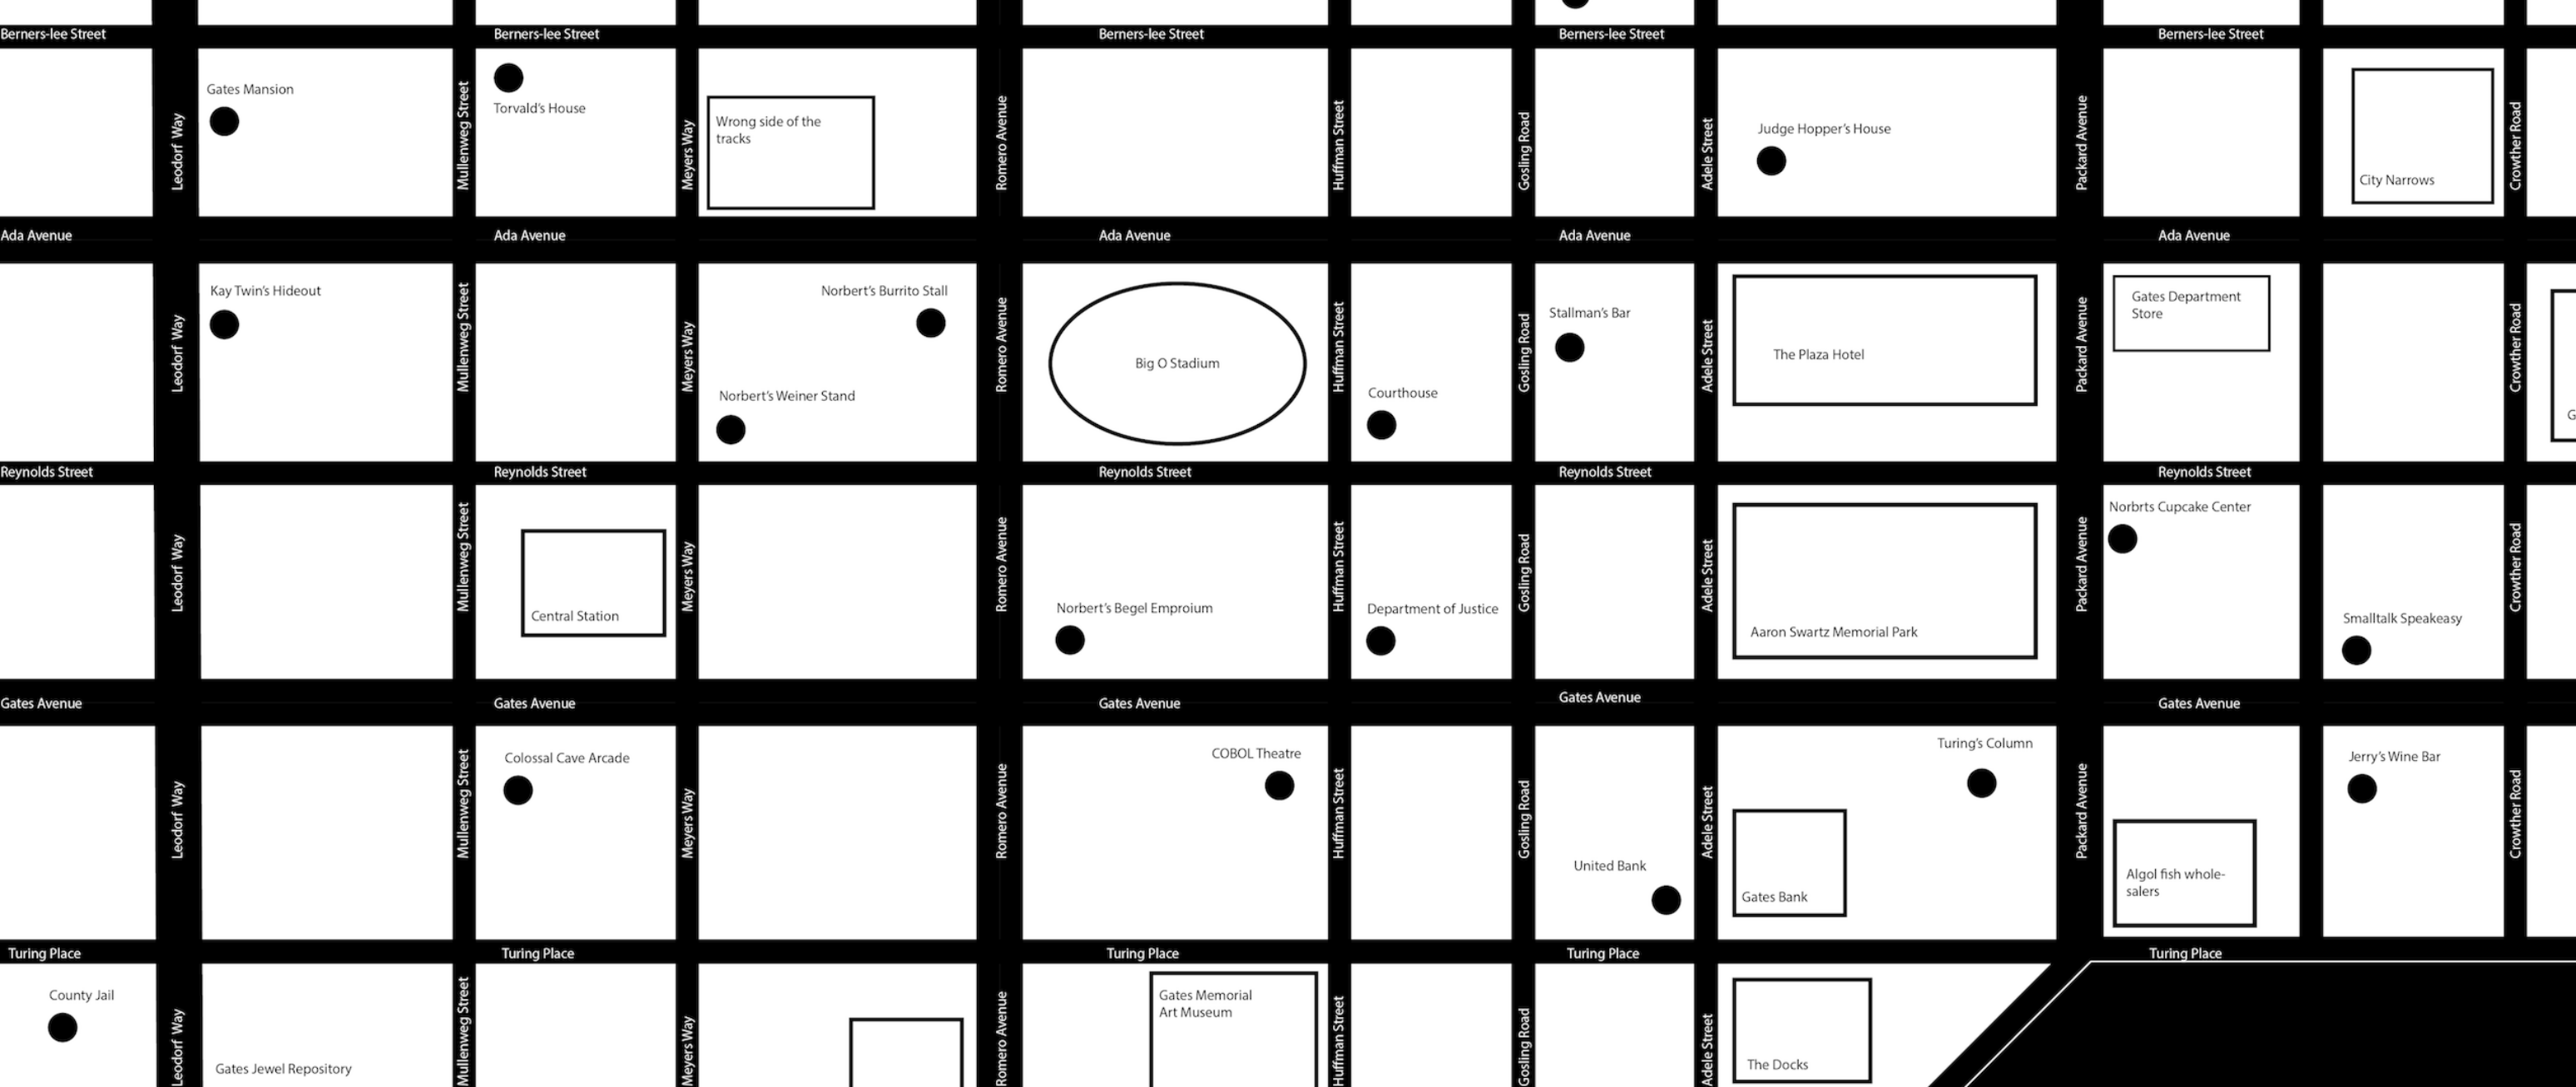 Berners-lee Street
Berners-lee Street
Berners-lee Street
Berners-lee Street
Berners-lee Street
Leodorf Way
Gates Mansion
Mullenweg Street
Torvald's House
Meyers Way
Wrong side of the
tracks
Romero Avenue
Huffman Street
Gosling Road
Adele Street
Judge Hopper's House
Packard Avenue
City Narrows
Crowther Road
Ada Avenue
Ada Avenue
Ada Avenue
Ada Avenue
Ada Avenue
Leodorf Way
Kay Twin's Hideout
Mullenweg Street
Meyers Way
Norbert's Burrito Stall
Norbert's Weiner Stand
Romero Avenue
Big O Stadium
Huffman Street
Courthouse
Gosling Road
Stallman's Bar
Adele Street
The Plaza Hotel
Packard Avenue
Gates Department
Store
Crowther Road
G
Reynolds Street
Reynolds Street
Reynolds Street
Reynolds Street
Reynolds Street
Leodorf Way
Mullenweg Street
Central Station
Meyers Way
Romero Avenue
Norbert's Begel Emproium
Huffman Street
Department of Justice
Gosling Road
Adele Street
Aaron Swartz Memorial Park
Packard Avenue
Norbrts Cupcake Center
Smalltalk Speakeasy
Crowther Road
Gates Avenue
Gates Avenue
Gates Avenue
Gates Avenue
Gates Avenue
Leodorf Way
Mullenweg Street
Colossal Cave Arcade
Meyers Way
Romero Avenue
COBOL Theatre
Huffman Street
Gosling Road
United Bank
Adele Street
Turing's Column
Gates Bank
Packard Avenue
Algol fish whole-
salers
Jerry's Wine Bar
Crowther Road
Turing Place
Turing Place
Turing Place
Turing Place
Turing Place
County Jail
Leodorf Way
Gates Jewel Repository
Mullenweg Street
Meyers Way
Romero Avenue
Gates Memorial
Art Museum
Huffman Street
Gosling Road
Adele Street
The Docks